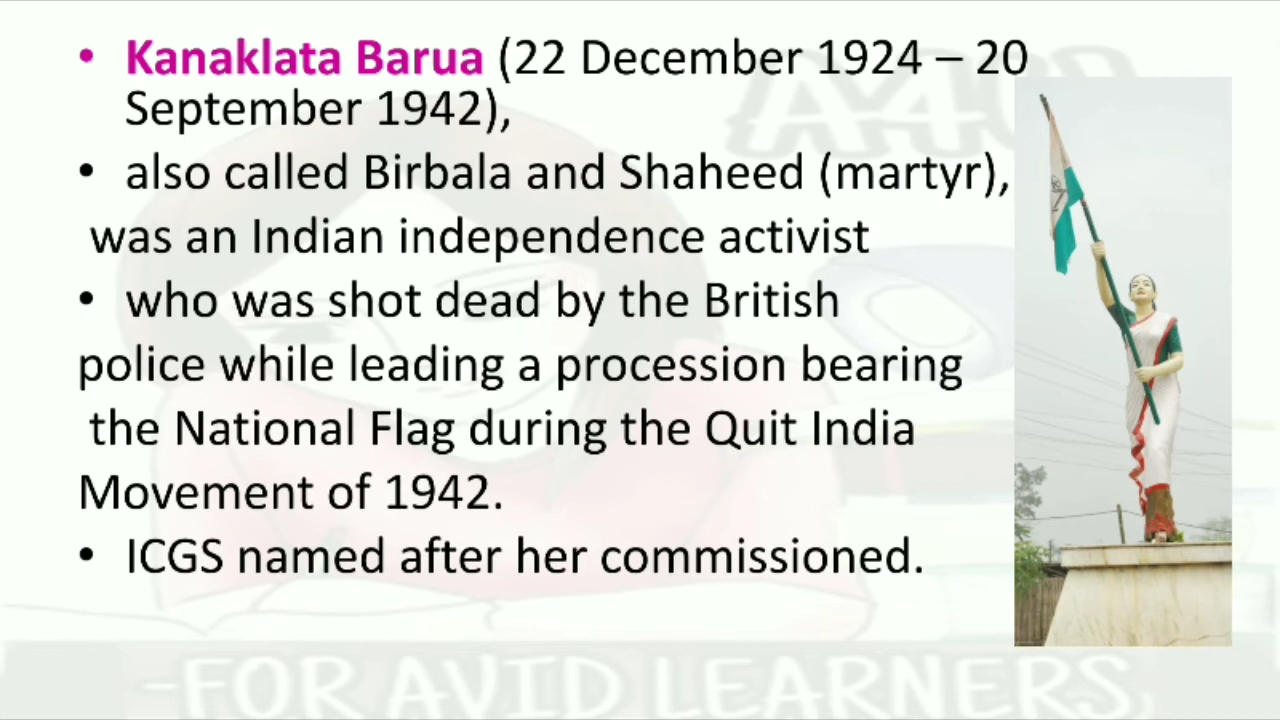 • Kanaklata Barua (22 December 1924 – 20
September 1942),
• also called Birbala and Shaheed (martyr),
was an Indian independence activist
• who was shot dead by the British
police while leading a procession bearing
the National Flag during the Quit India
Movement of 1942.
• ICGS named after her commissioned.
-FOR AVID LEARNERS